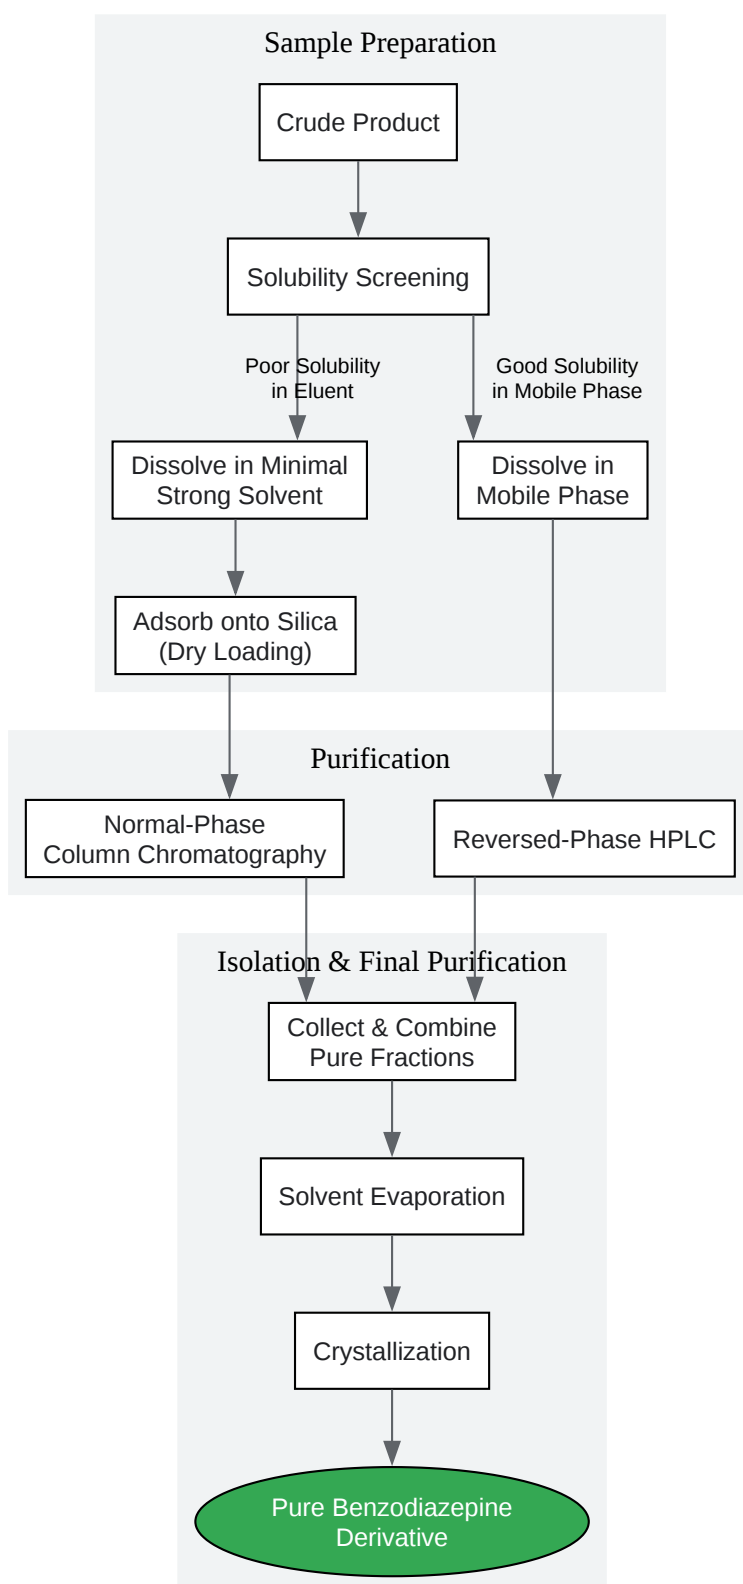 Sample Preparation
Crude Product
Solubility Screening
Poor Solubility
in Eluent
Good Solubility
in Mobile Phase
Dissolve in Minimal
Strong Solvent
Dissolve in
Mobile Phase
Adsorb onto Silica
(Dry Loading)
Purification
Normal-Phase
Column Chromatography
Reversed-Phase HPLC
Isolation & Final Purification
Collect & Combine
Pure Fractions
Solvent Evaporation
Crystallization
Pure Benzodiazepine
Derivative